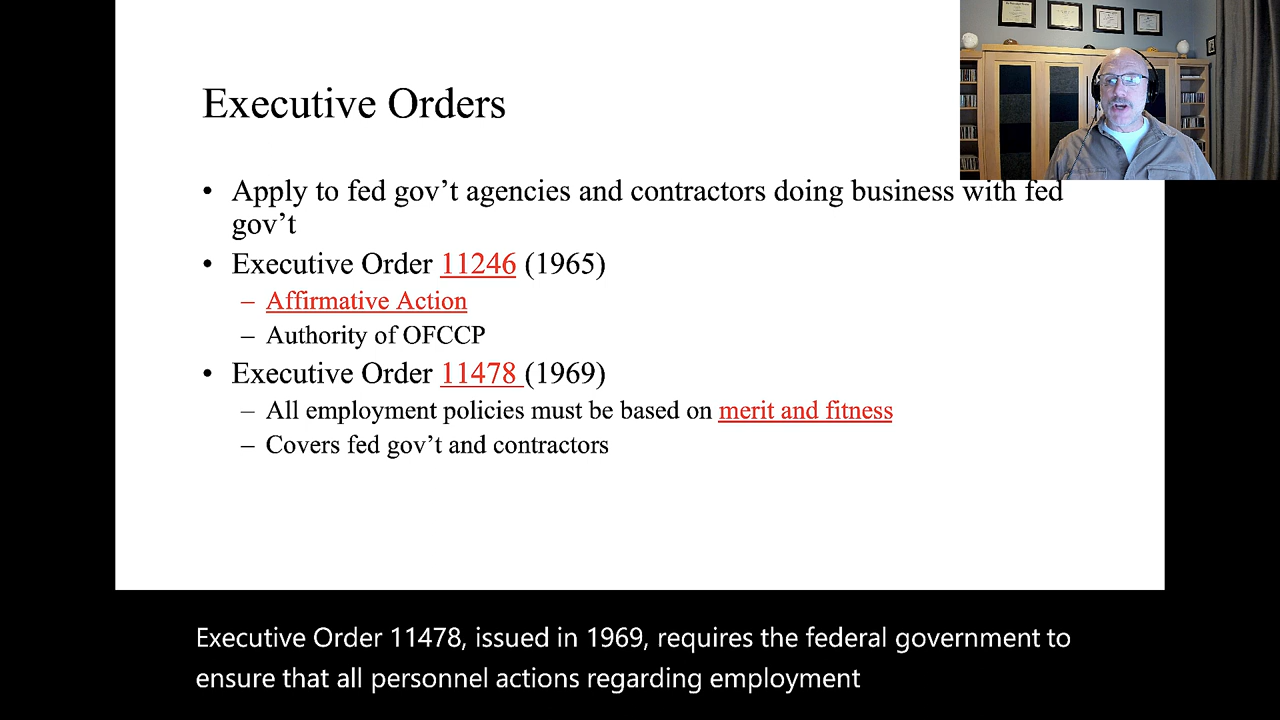 Executive Orders
• Apply to fed gov’t agencies and contractors doing business with fed
gov’t
• Executive Order 11246 (1965)
– Affirmative Action
– Authority of OFCCP
• Executive Order 11478 (1969)
– All employment policies must be based on merit and fitness
– Covers fed gov’t and contractors
Executive Order 11478, issued in 1969, requires the federal government to
ensure that all personnel actions regarding employment